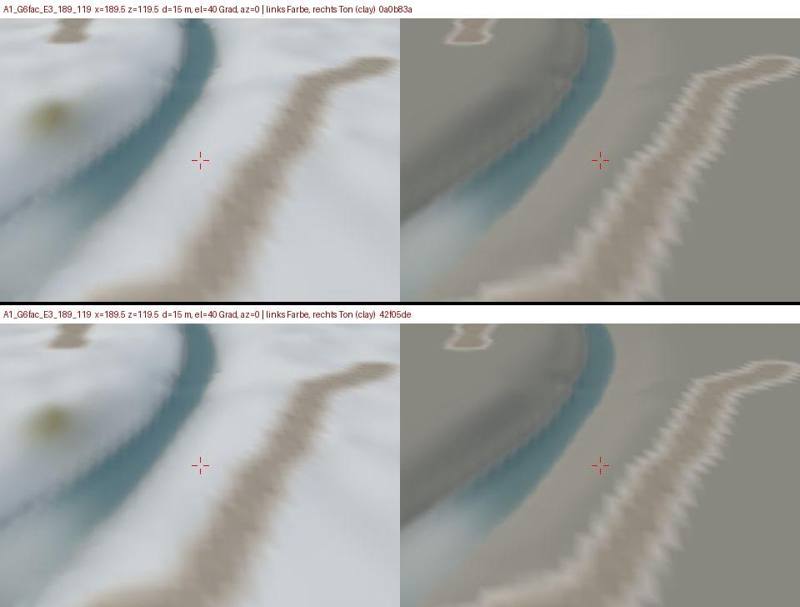 A1_G6fac_E3_189_119 x=189.5 z=119.5 d=15 m, el=40 Grad, az=0 | links Farbe, rechts Ton (clay) 0a0b83a
A1_G6fac_E3_189_119 x=189.5 z=119.5 d=15 m, el=40 Grad, az=0 | links Farbe, rechts Ton (clay) 42f05de